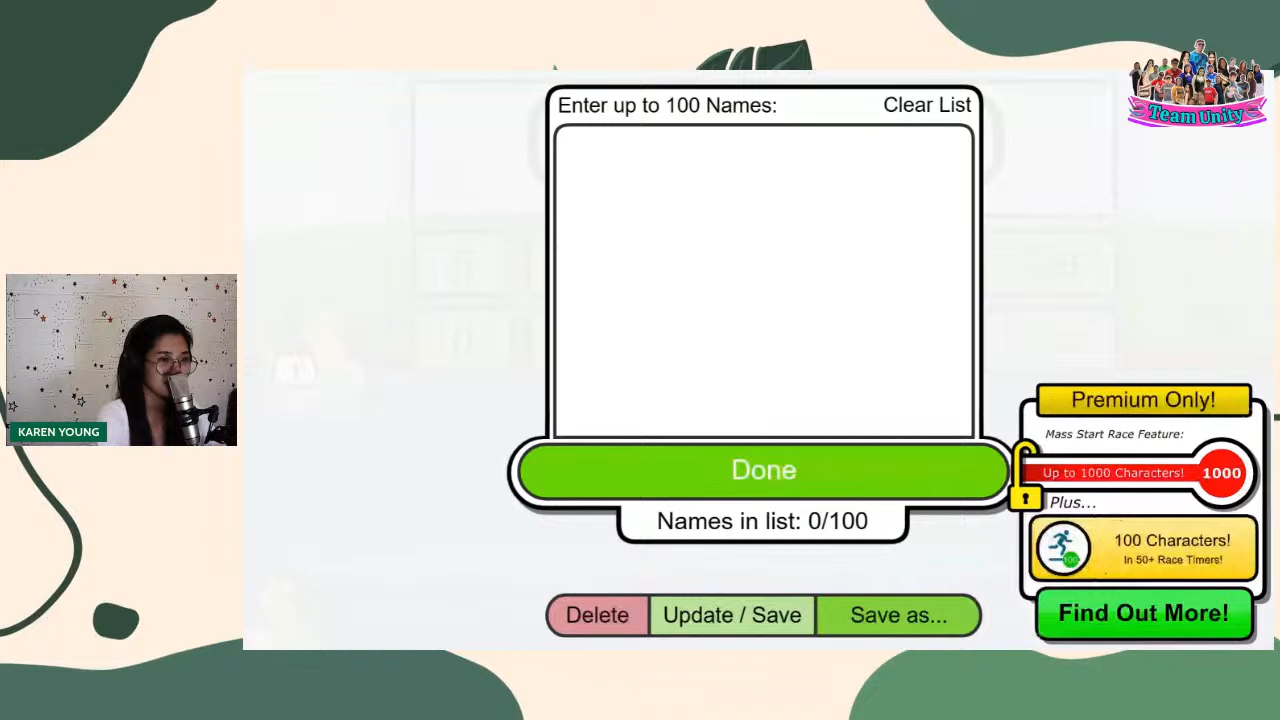 Enter up to 100 Names:
Clear List
Team Unity
Premium Only!
Mass Start Race Feature:
Up to 1000 Characters!
1000
Plus...
100 Characters!
In 50+ Race Timers!
Find Out More!
KAREN YOUNG
Done
Names in list: 0/100
Delete
Update / Save
Save as...